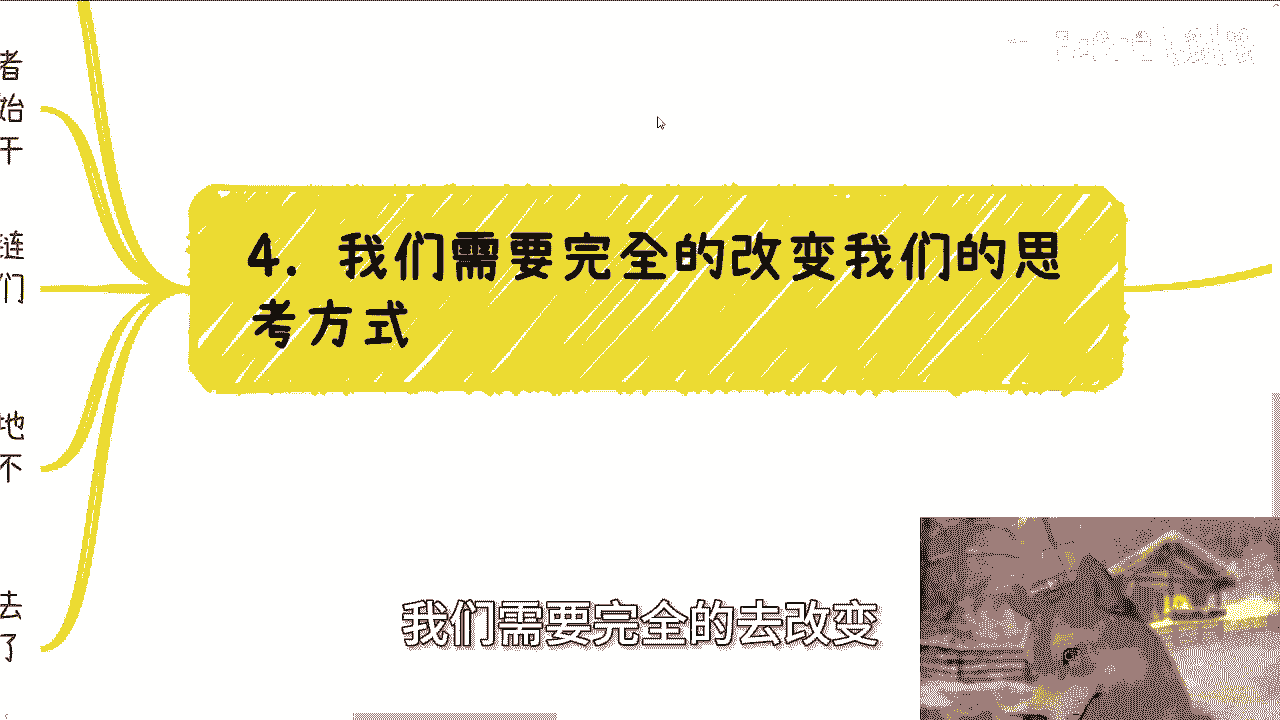 者
始
干
链
们
地
不
去
了
4. 我们需要完全的改变我们的思
考方式
我们需要完全的去改变